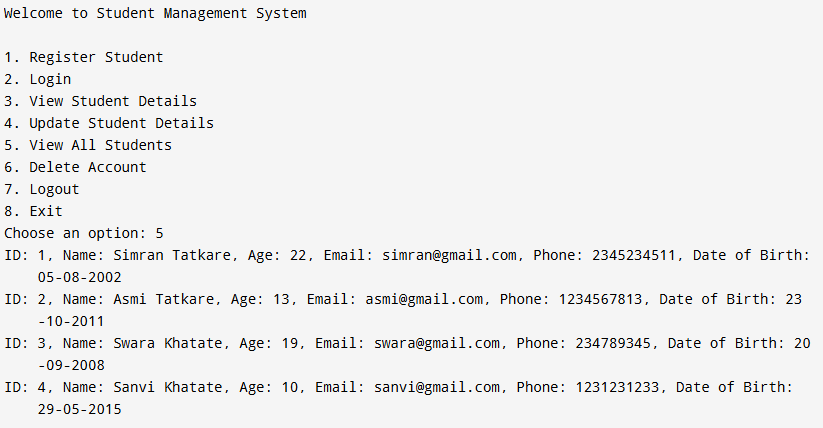 Welcome to Student Management System
1. Register Student
2. Login
3. View Student Details
4. Update Student Details
5. View All Students
6. Delete Account
7. Logout
8. Exit
Choose an option: 5
ID: 1, Name: Simran Tatkare, Age: 22, Email: simran@gmail.com, Phone: 2345234511, Date of Birth:
05-08-2002
ID: 2, Name: Asmi Tatkare, Age: 13, Email: asmi@gmail.com, Phone: 1234567813, Date of Birth: 23
-10-2011
ID: 3, Name: Swara Khatate, Age: 19, Email: swara@gmail.com, Phone: 234789345, Date of Birth: 20
-09-2008
ID: 4, Name: Sanvi Khatate, Age: 10, Email: sanvi@gmail.com, Phone: 1231231233, Date of Birth:
29-05-2015